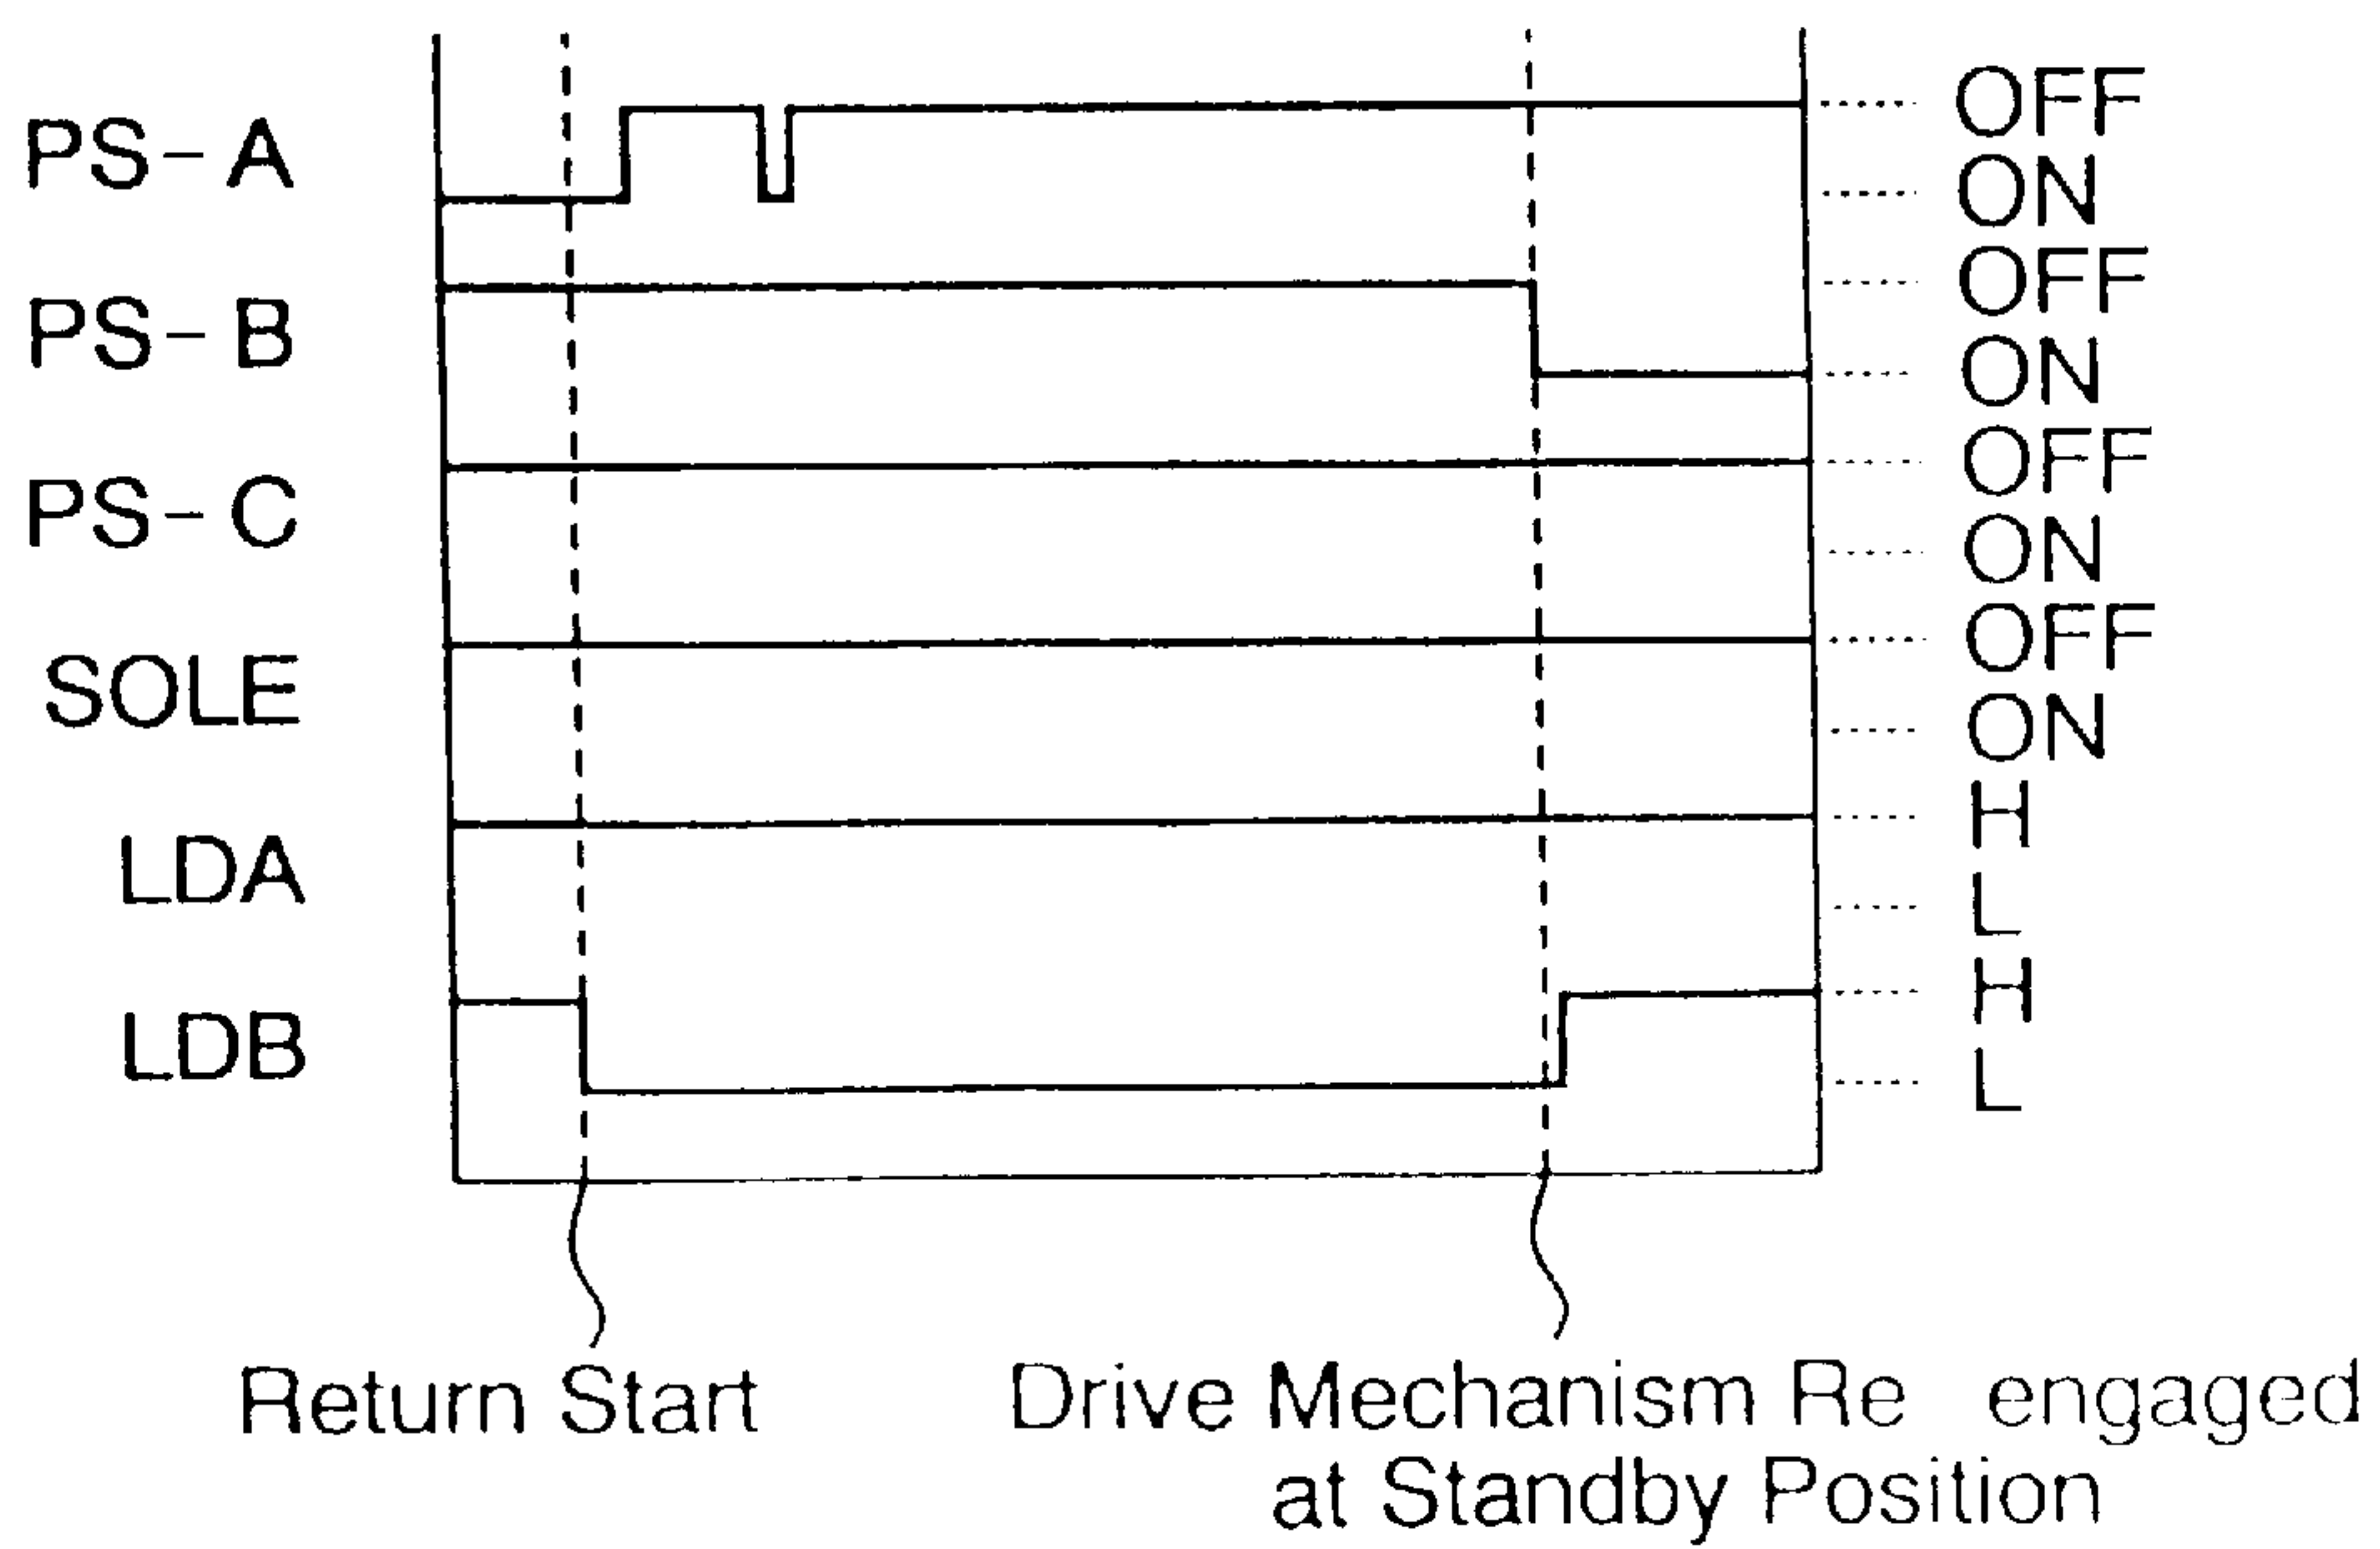 PS-A
OFF
ON
PS-B
OFF
ON
PS-C
OFF
ON
SOLE
OFF
ON
LDA
H
L
LDB
H
L
Return Start
Drive Mechanism Re engaged
at Standby Position